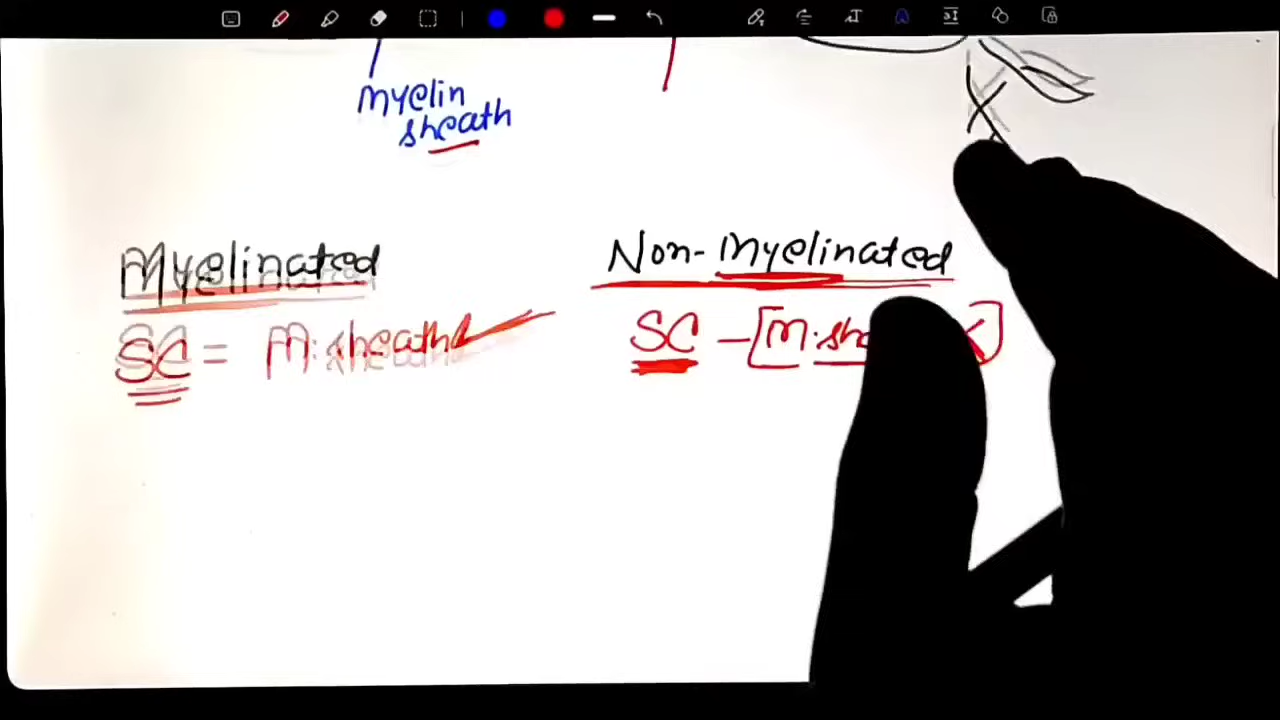 myelin
sheath
Myelinated
Non-Myelinated
SC = M.sheath
SC - [M.sh